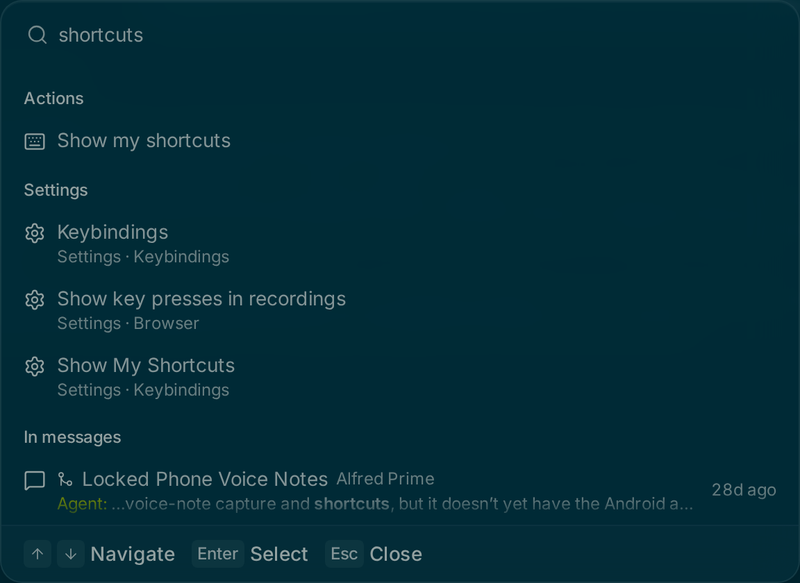 shortcuts
Actions
Show my shortcuts
Settings
Keybindings
Settings · Keybindings
Show key presses in recordings
Settings · Browser
Show My Shortcuts
Settings · Keybindings
In messages
Locked Phone Voice Notes Alfred Prime
28d ago
Agent: ...voice-note capture and shortcuts, but it doesn't yet have the Android a...
↑ ↓ Navigate Enter Select Esc Close